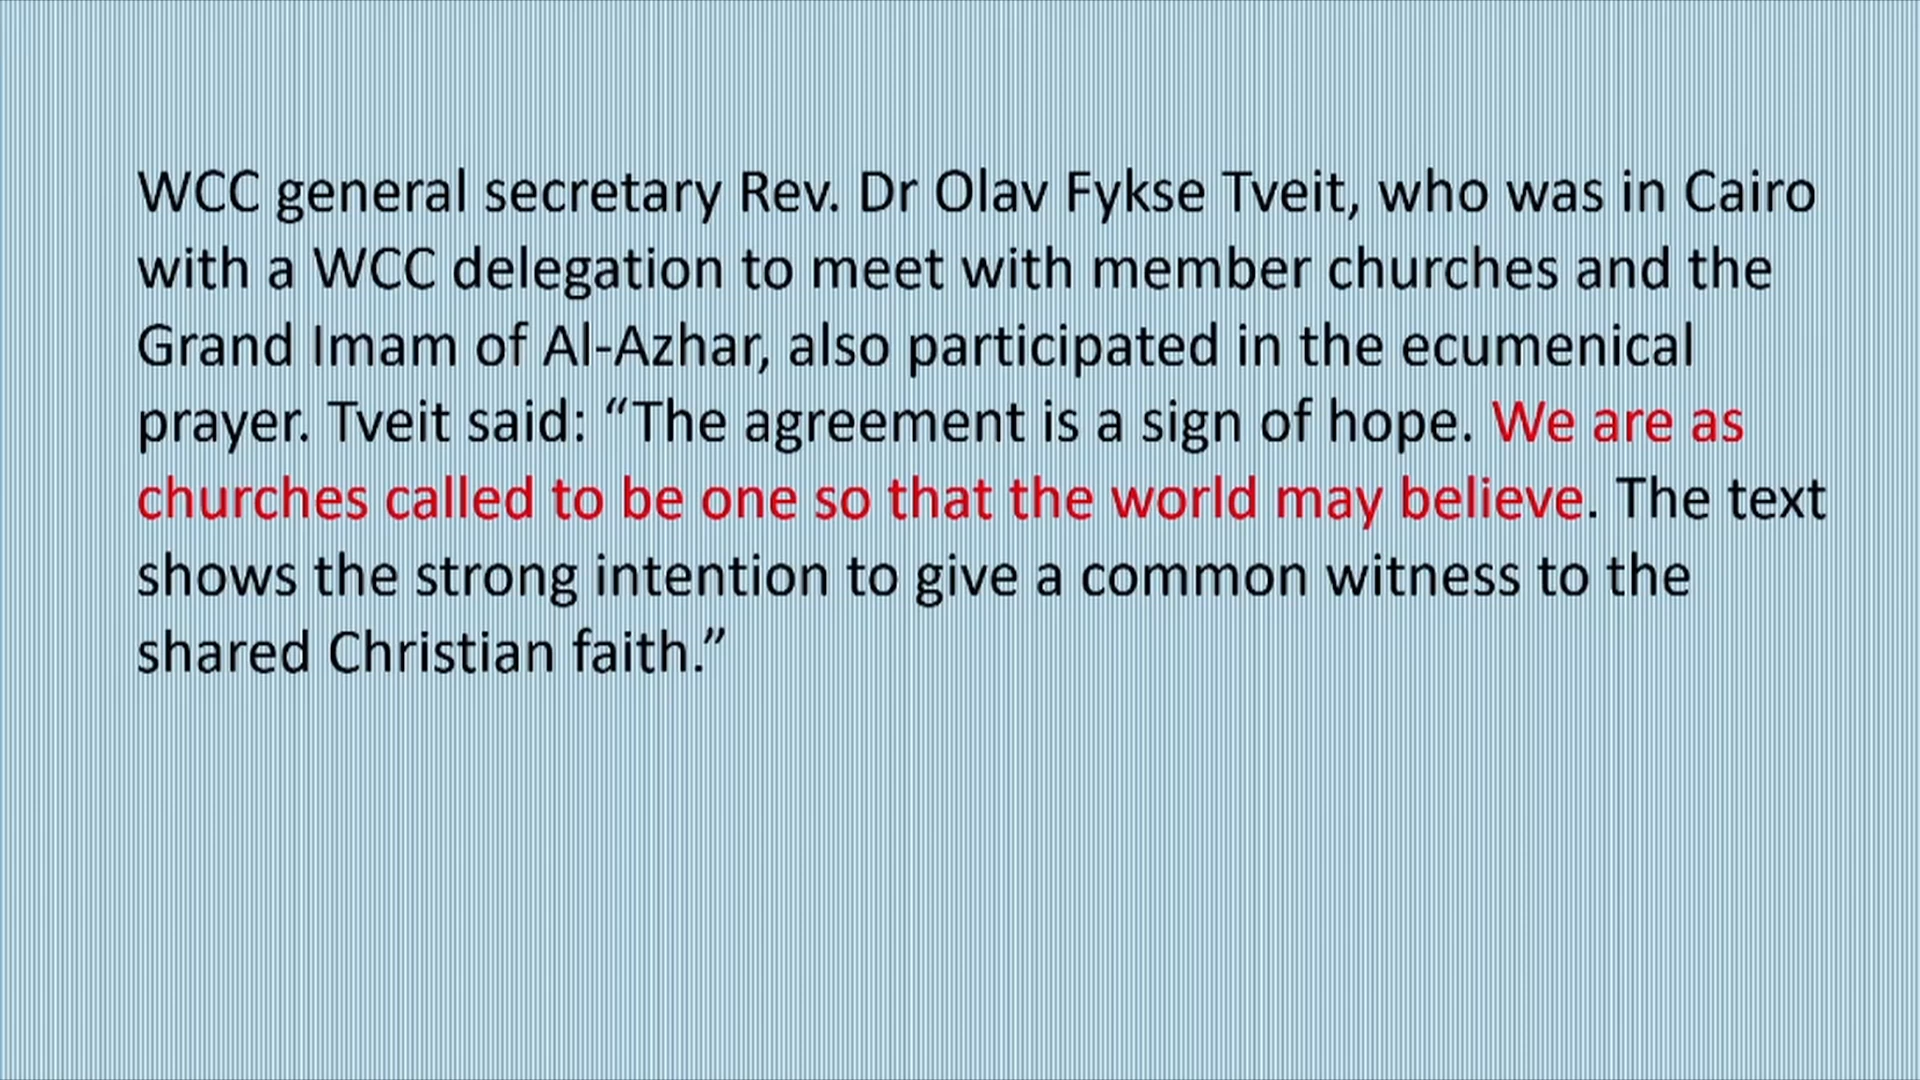 WCC general secretary Rev. Dr Olav Fykse Tveit, who was in Cairo
with a WCC delegation to meet with member churches and the
Grand Imam of Al-Azhar, also participated in the ecumenical
prayer. Tveit said: “The agreement is a sign of hope. We are as
churches called to be one so that the world may believe. The text
shows the strong intention to give a common witness to the
shared Christian faith.”